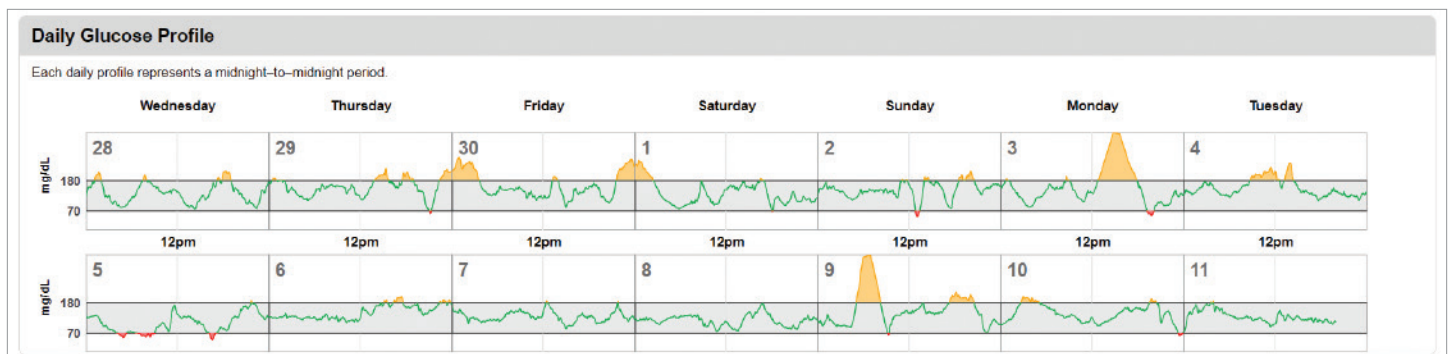 Daily Glucose Profile
Each daily profile represents a midnight–to–midnight period.
Wednesday Thursday Friday Saturday Sunday Monday Tuesday
28 29 30 1 2 3 4
mg/dL
180
70
12pm 12pm 12pm 12pm 12pm 12pm 12pm
5 6 7 8 9 10 11
mg/dL
180
70